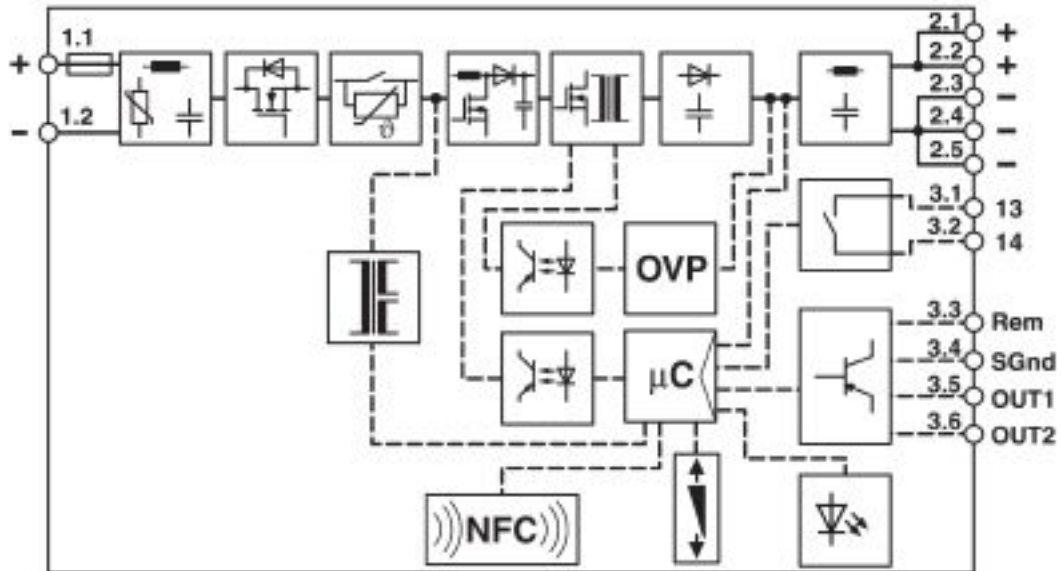 + 1.1
- 1.2
2.1 +
2.2 +
2.3 -
2.4 -
2.5 -
3.1 13
3.2 14
ϑ
OVP
μC
3.3 Rem
3.4 SGnd
3.5 OUT1
3.6 OUT2
NFC